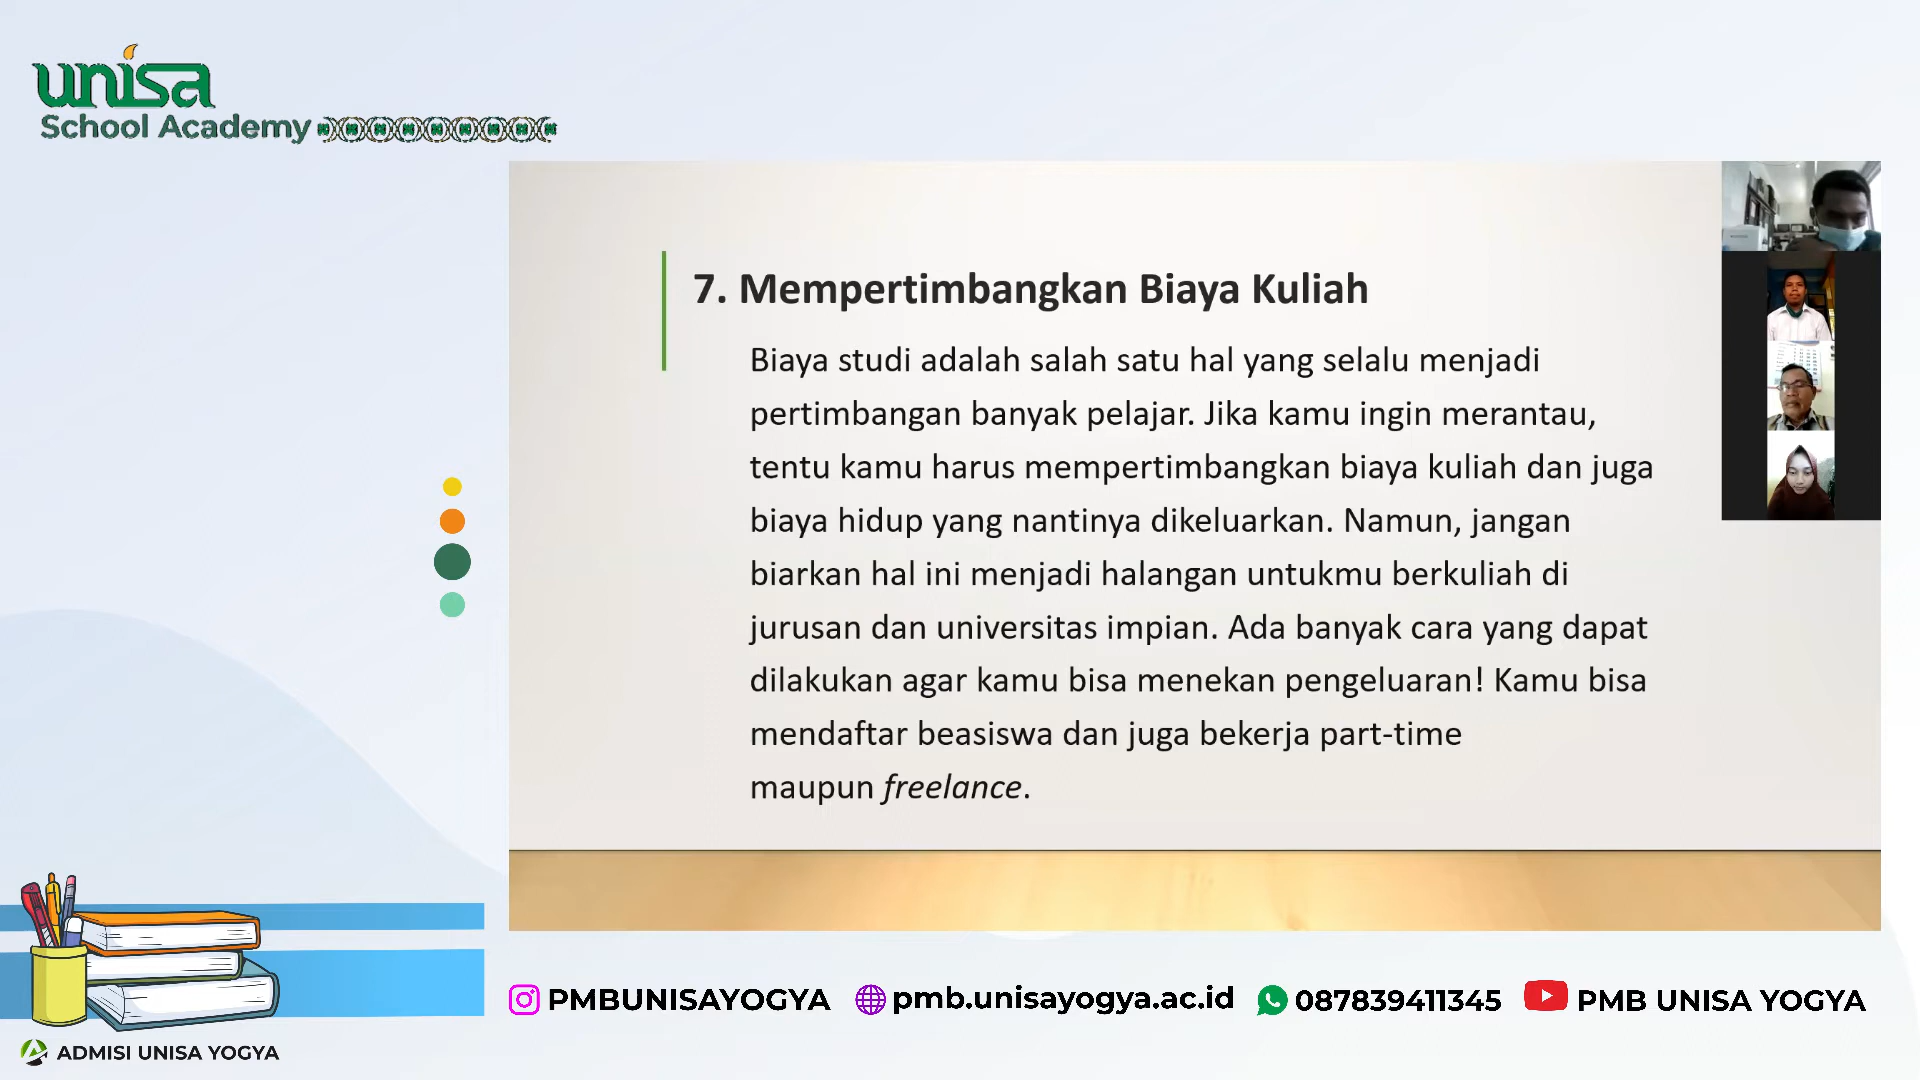 unisa
School Academy
7. Mempertimbangkan Biaya Kuliah
Biaya studi adalah salah satu hal yang selalu menjadi
pertimbangan banyak pelajar. Jika kamu ingin merantau,
tentu kamu harus mempertimbangkan biaya kuliah dan juga
biaya hidup yang nantinya dikeluarkan. Namun, jangan
biarkan hal ini menjadi halangan untukmu berkuliah di
jurusan dan universitas impian. Ada banyak cara yang dapat
dilakukan agar kamu bisa menekan pengeluaran! Kamu bisa
mendaftar beasiswa dan juga bekerja part-time
maupun freelance.
PMBUNISAYOGYA pmb.unisayogya.ac.id 087839411345 PMB UNISA YOGYA
ADMISI UNISA YOGYA